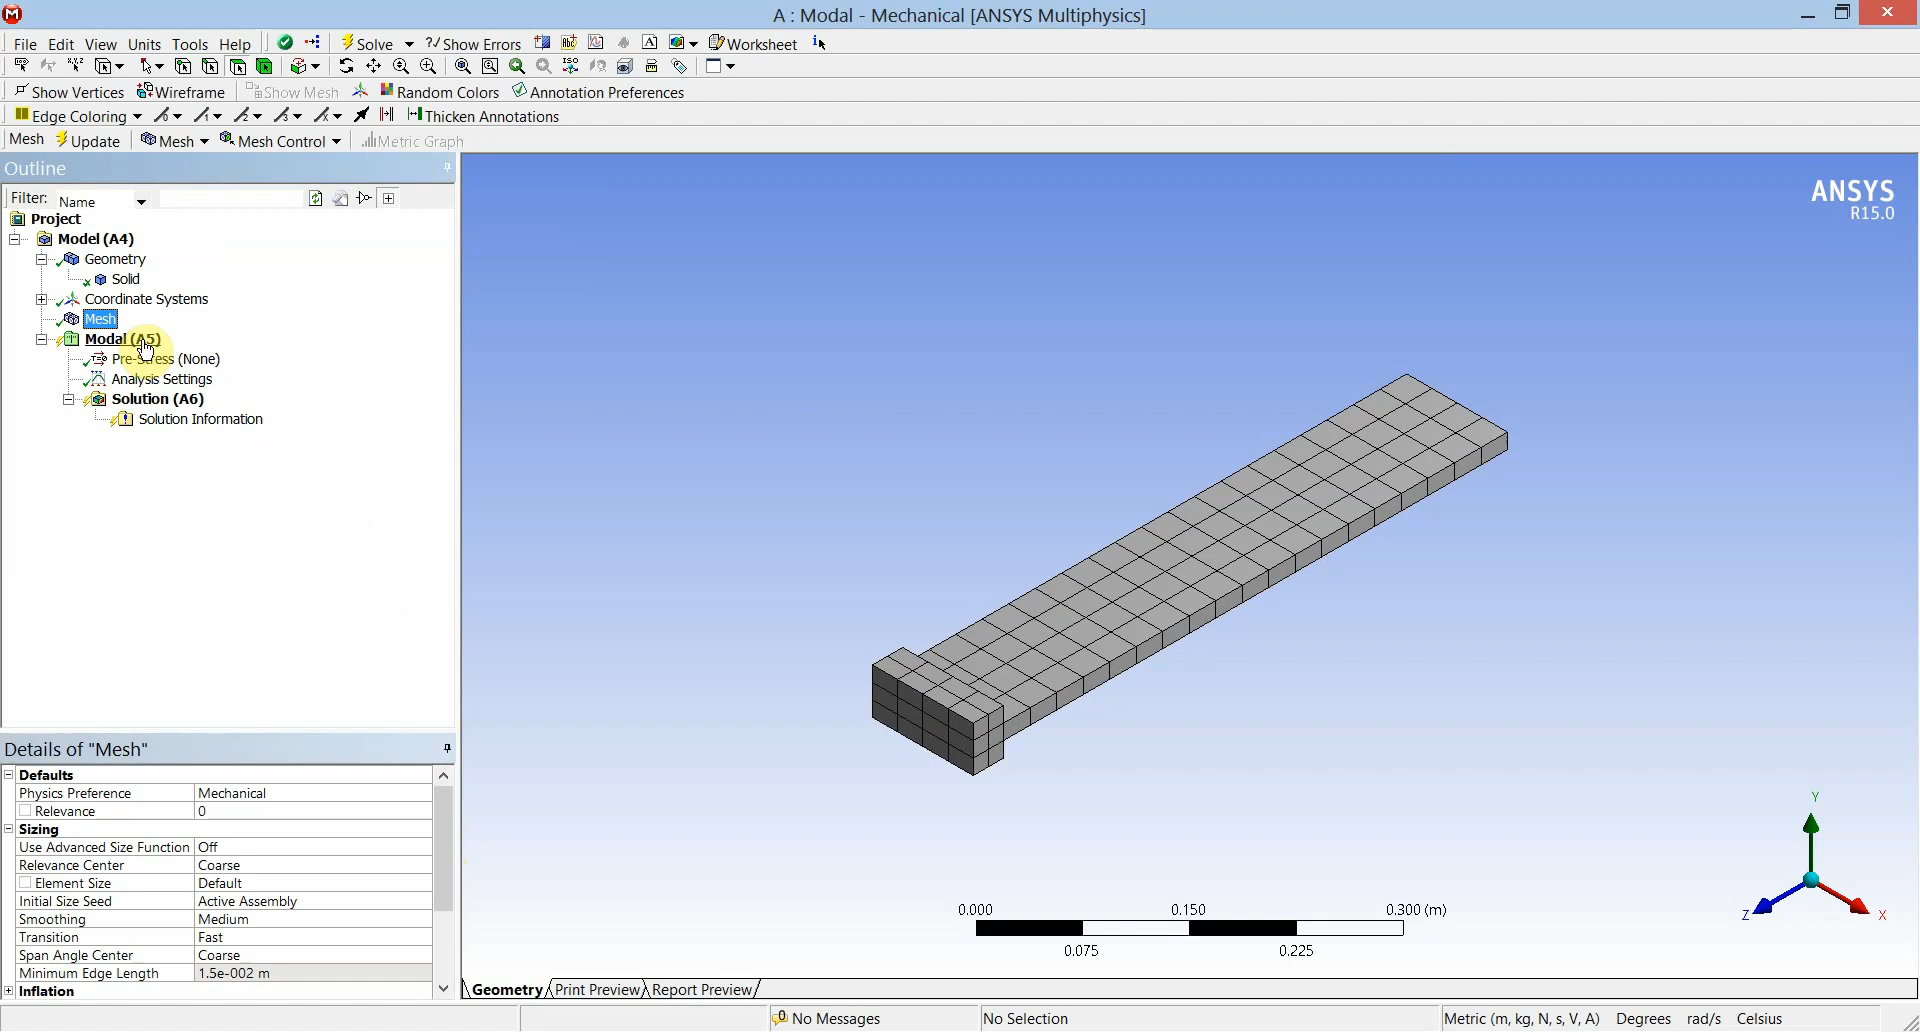 A : Modal - Mechanical [ANSYS Multiphysics]
File Edit View Units Tools Help Solve ?/Show Errors Worksheet
Show Vertices Wireframe Show Mesh Random Colors Annotation Preferences
Edge Coloring Thicken Annotations
Mesh Update Mesh Mesh Control Metric Graph
Outline
Filter: Name
Project
Model (A4)
Geometry
Solid
Coordinate Systems
Mesh
Modal (A5)
Pre-Stress (None)
Analysis Settings
Solution (A6)
Solution Information
Details of "Mesh"
Defaults
Physics Preference Mechanical
Relevance 0
Sizing
Use Advanced Size Function Off
Relevance Center Coarse
Element Size Default
Initial Size Seed Active Assembly
Smoothing Medium
Transition Fast
Span Angle Center Coarse
Minimum Edge Length 1.5e-002 m
Inflation
ANSYS
R15.0
0.000 0.150 0.300 (m)
0.075 0.225
Y
Z X
Geometry Print Preview Report Preview
0 No Messages No Selection Metric (m, kg, N, s, V, A) Degrees rad/s Celsius